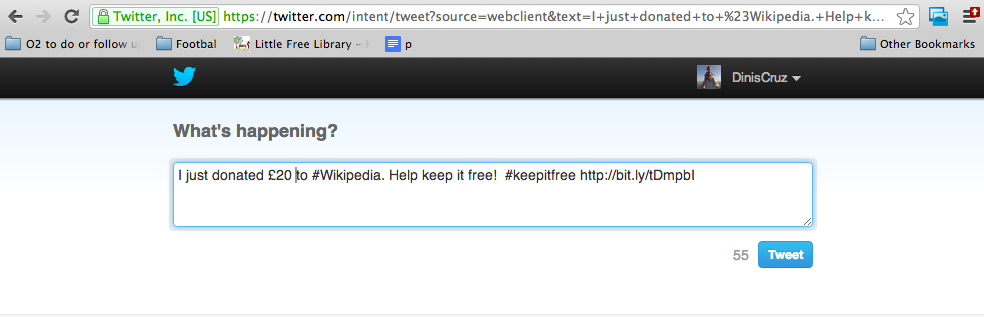 Twitter, Inc. [US] https://twitter.com/intent/tweet?source=webclient&text=I+just+donated+to+%23Wikipedia.+Help+k...
O2 to do or follow u Footbal Little Free Library – p Other Bookmarks
DinisCruz
What's happening?
I just donated £20 to #Wikipedia. Help keep it free!  #keepitfree http://bit.ly/tDmpbI
55 Tweet